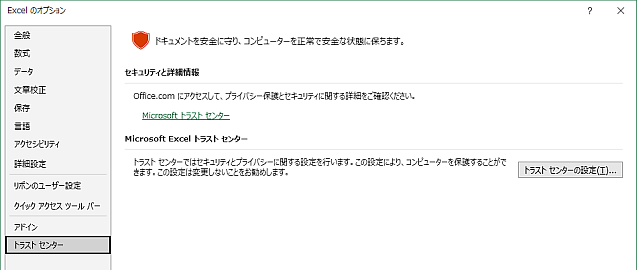 Excel のオプション
?
×
全般
数式
データ
文章校正
保存
言語
アクセシビリティ
詳細設定
リボンのユーザー設定
クイック アクセス ツール バー
アドイン
トラスト センター
ドキュメントを安全に守り、コンピューターを正常で安全な状態に保ちます。
セキュリティと詳細情報
Office.com にアクセスして、プライバシー保護とセキュリティに関する詳細をご確認ください。
Microsoft トラスト センター
Microsoft Excel トラスト センター
トラスト センターではセキュリティとプライバシーに関する設定を行います。この設定により、コンピューターを保護することがで
きます。この設定は変更しないことをお勧めします。
トラスト センターの設定(T)...